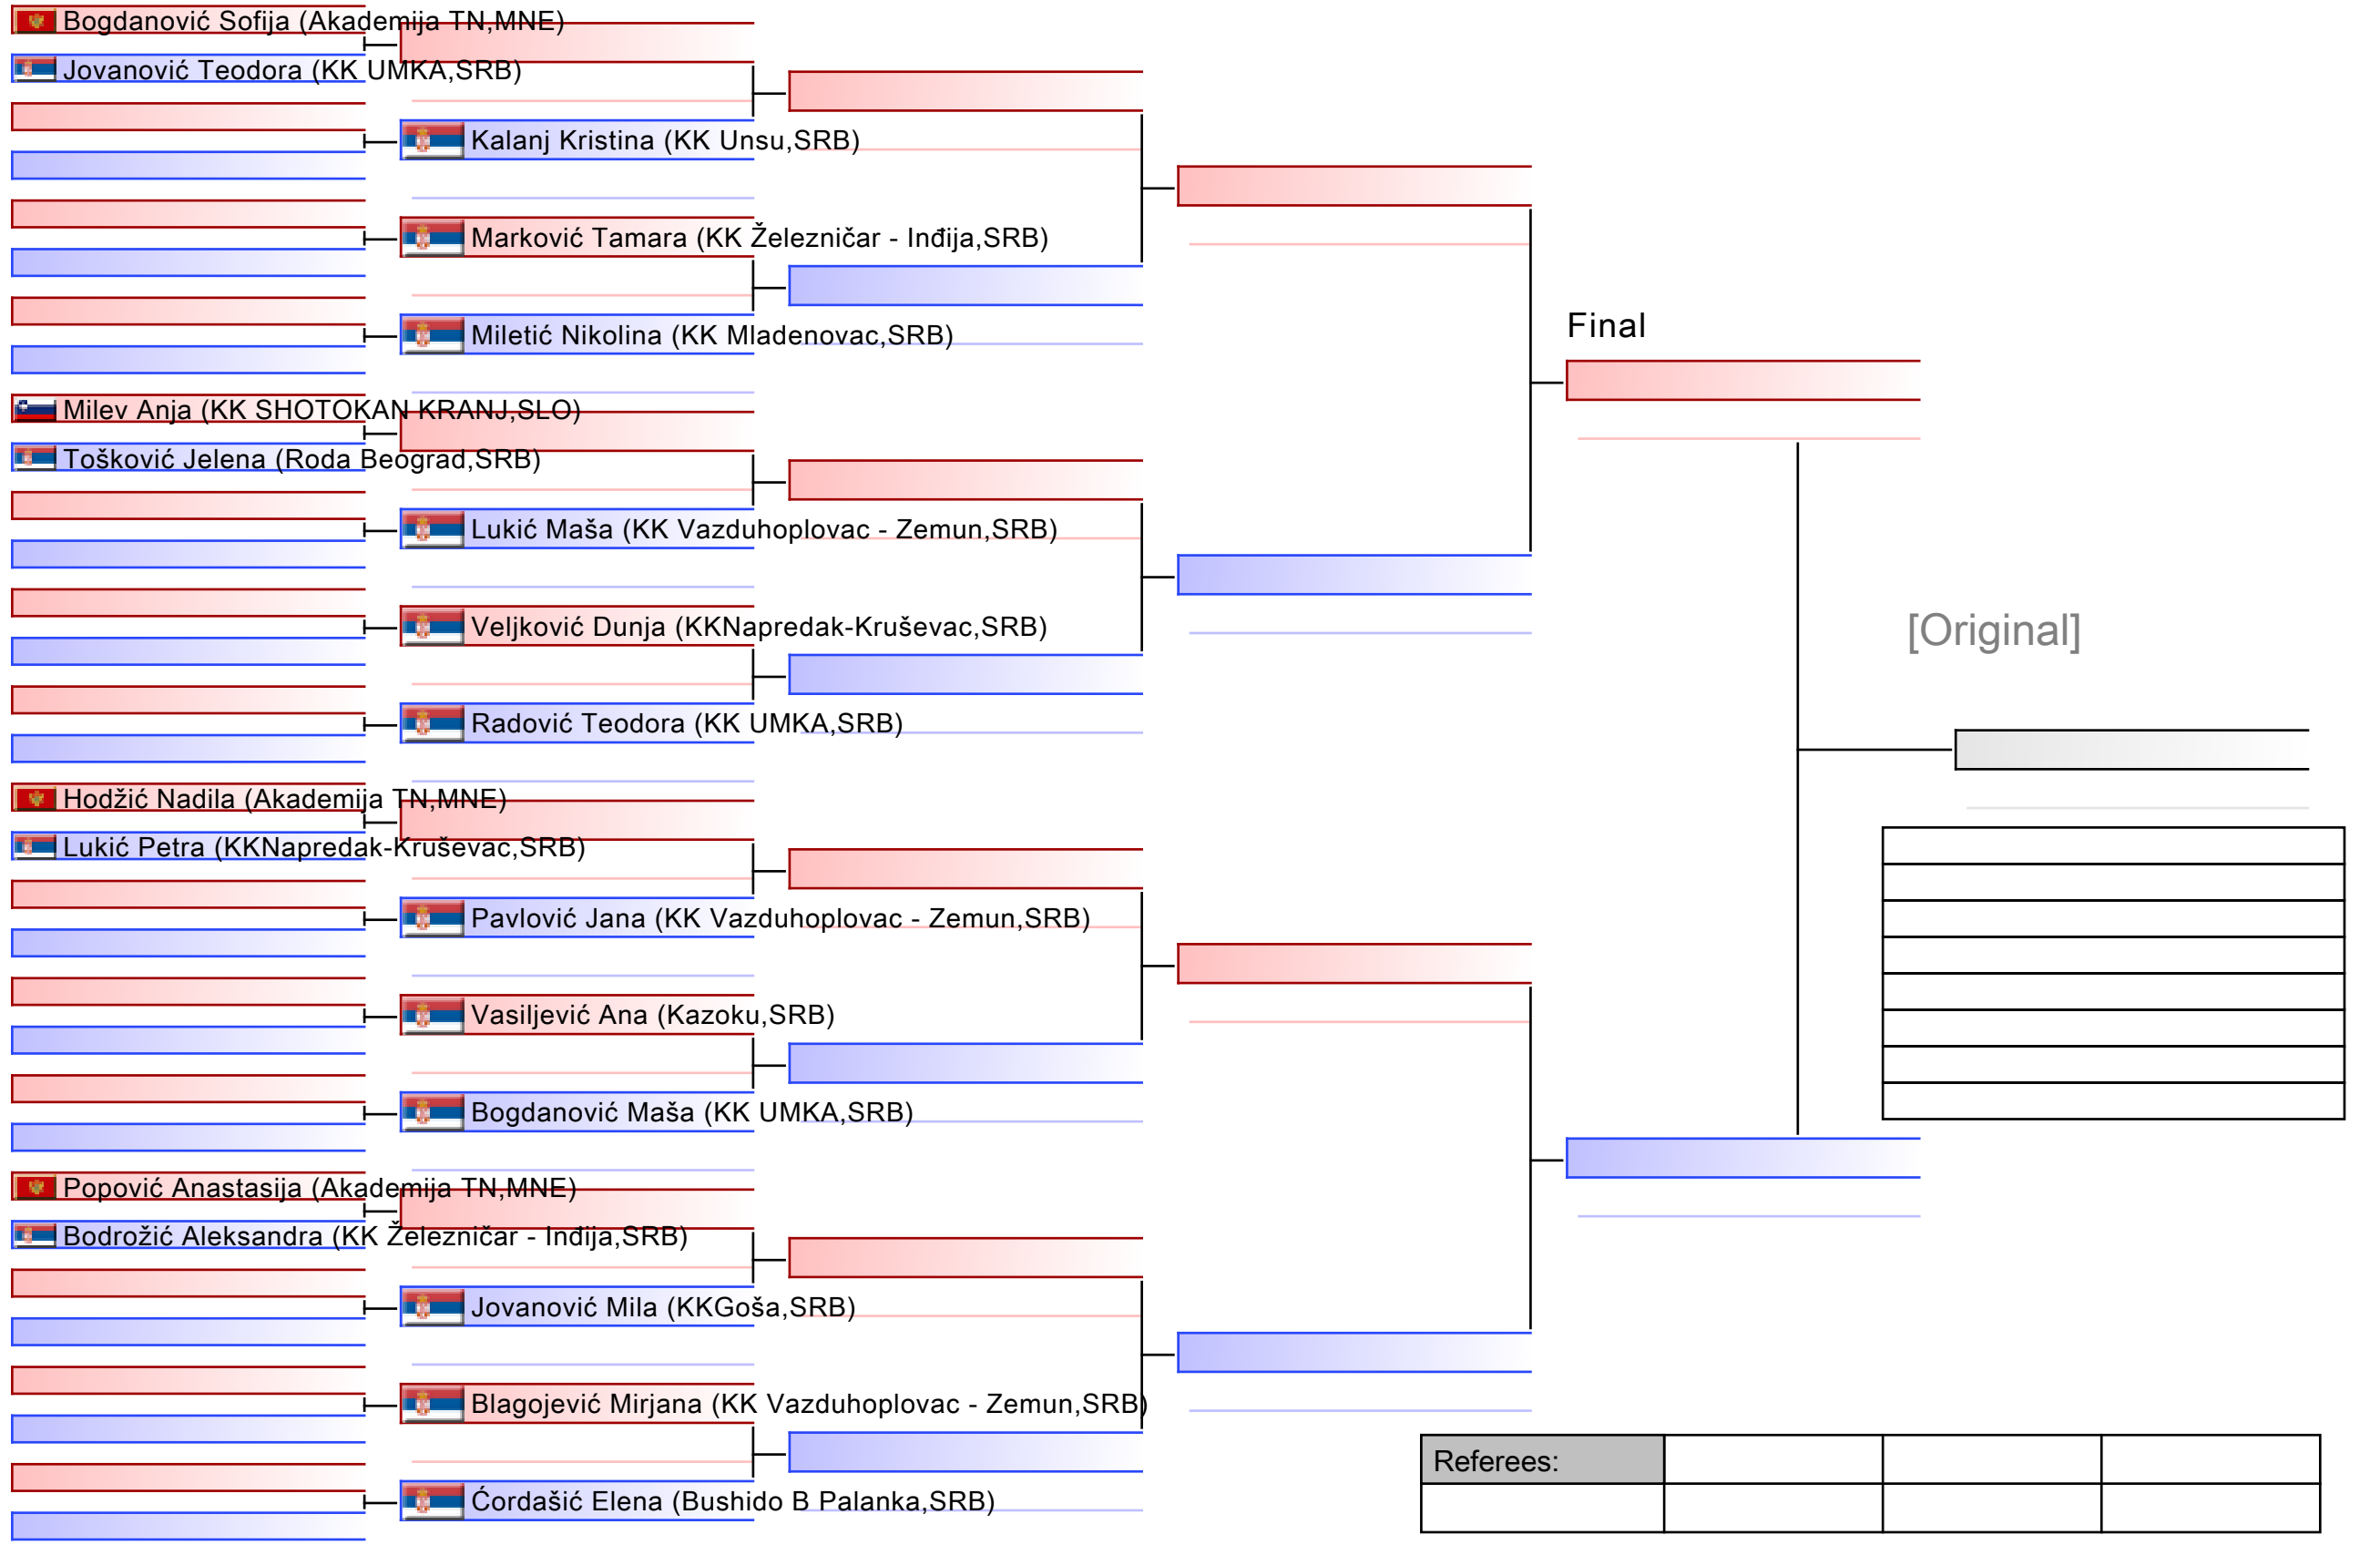 Bogdanović Sofija (Akademija TN,MNE)
Jovanović Teodora (KK UMKA,SRB)
Kalanj Kristina (KK Unsu,SRB)
Marković Tamara (KK Železničar - Inđija,SRB)
Miletić Nikolina (KK Mladenovac,SRB)
Final
Milev Anja (KK SHOTOKAN KRANJ,SLO)
Tošković Jelena (Roda Beograd,SRB)
Lukić Maša (KK Vazduhoplovac - Zemun,SRB)
Veljković Dunja (KKNapredak-Kruševac,SRB)
[Original]
Radović Teodora (KK UMKA,SRB)
Hodžić Nadila (Akademija TN,MNE)
Lukić Petra (KKNapredak-Kruševac,SRB)
Pavlović Jana (KK Vazduhoplovac - Zemun,SRB)
Vasiljević Ana (Kazoku,SRB)
Bogdanović Maša (KK UMKA,SRB)
Popović Anastasija (Akademija TN,MNE)
Bodrožić Aleksandra (KK Železničar - Inđija,SRB)
Jovanović Mila (KKGoša,SRB)
Blagojević Mirjana (KK Vazduhoplovac - Zemun,SRB)
Referees:
Ćordašić Elena (Bushido B Palanka,SRB)